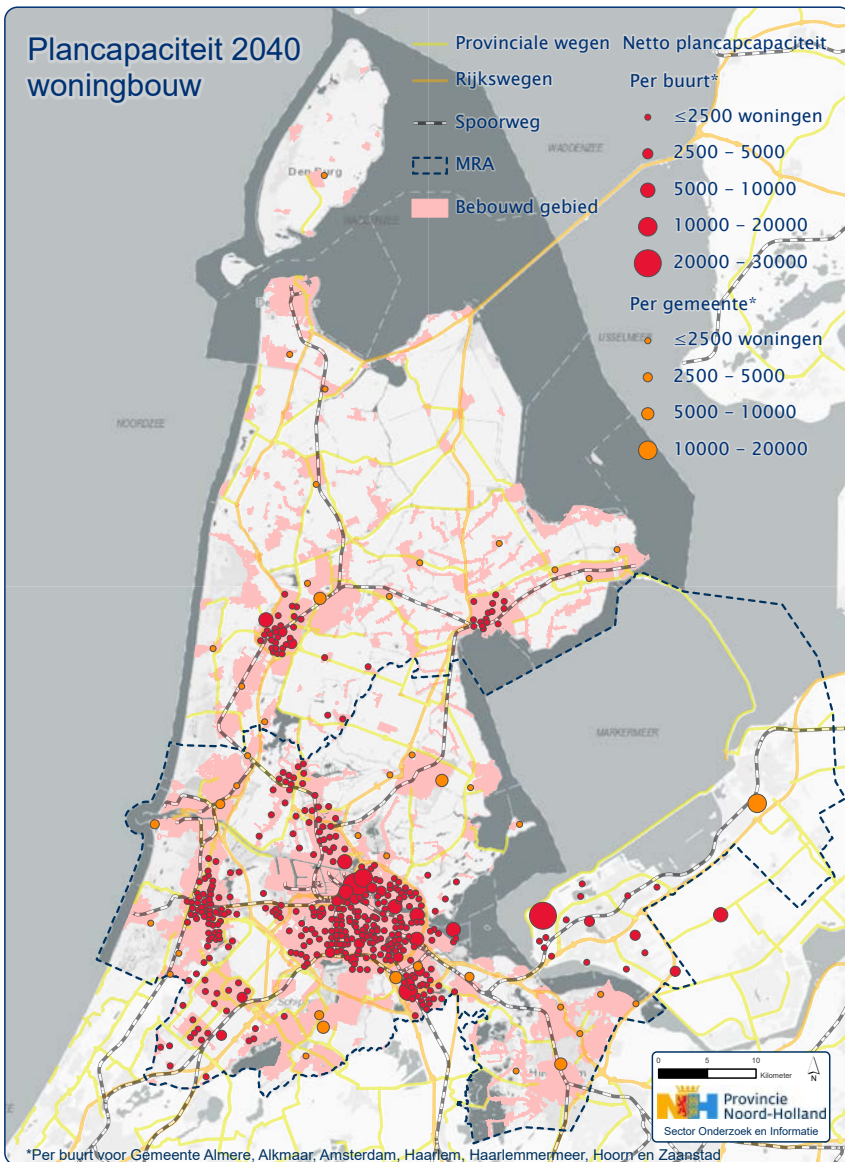 Plancapaciteit 2040
woningbouw
Provinciale wegen
Rijkswegen
Spoorweg
MRA
Bebouwd gebied
Netto plancapcapaciteit
Per buurt*
≤2500 woningen
2500 – 5000
5000 – 10000
10000 – 20000
20000 – 30000
Per gemeente*
≤2500 woningen
2500 – 5000
5000 – 10000
10000 – 20000
WADDENZEE
Den Burg
WADDENZEE
IJSSELMEER
NOORDZEE
MARKERMEER
0 5 10
Kilometer
N
NH
Provincie
Noord-Holland
Sector Onderzoek en Informatie
*Per buurt voor Gemeente Almere, Alkmaar, Amsterdam, Haarlem, Haarlemmermeer, Hoorn en Zaanstad